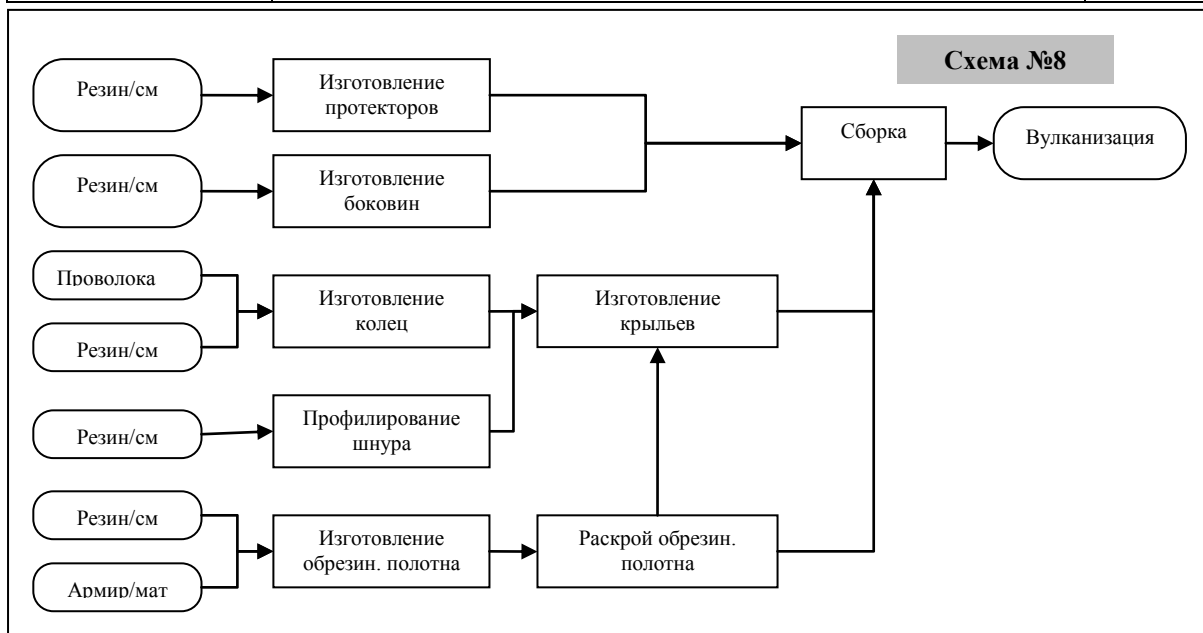 Схема №8
Резин/см
Изготовление
протекторов
Сборка
Вулканизация
Резин/см
Изготовление
боковин
Проволока
Изготовление
колец
Изготовление
крыльев
Резин/см
Резин/см
Профилирование
шнура
Резин/см
Изготовление
обрезин. полотна
Раскрой обрезин.
полотна
Армир/мат